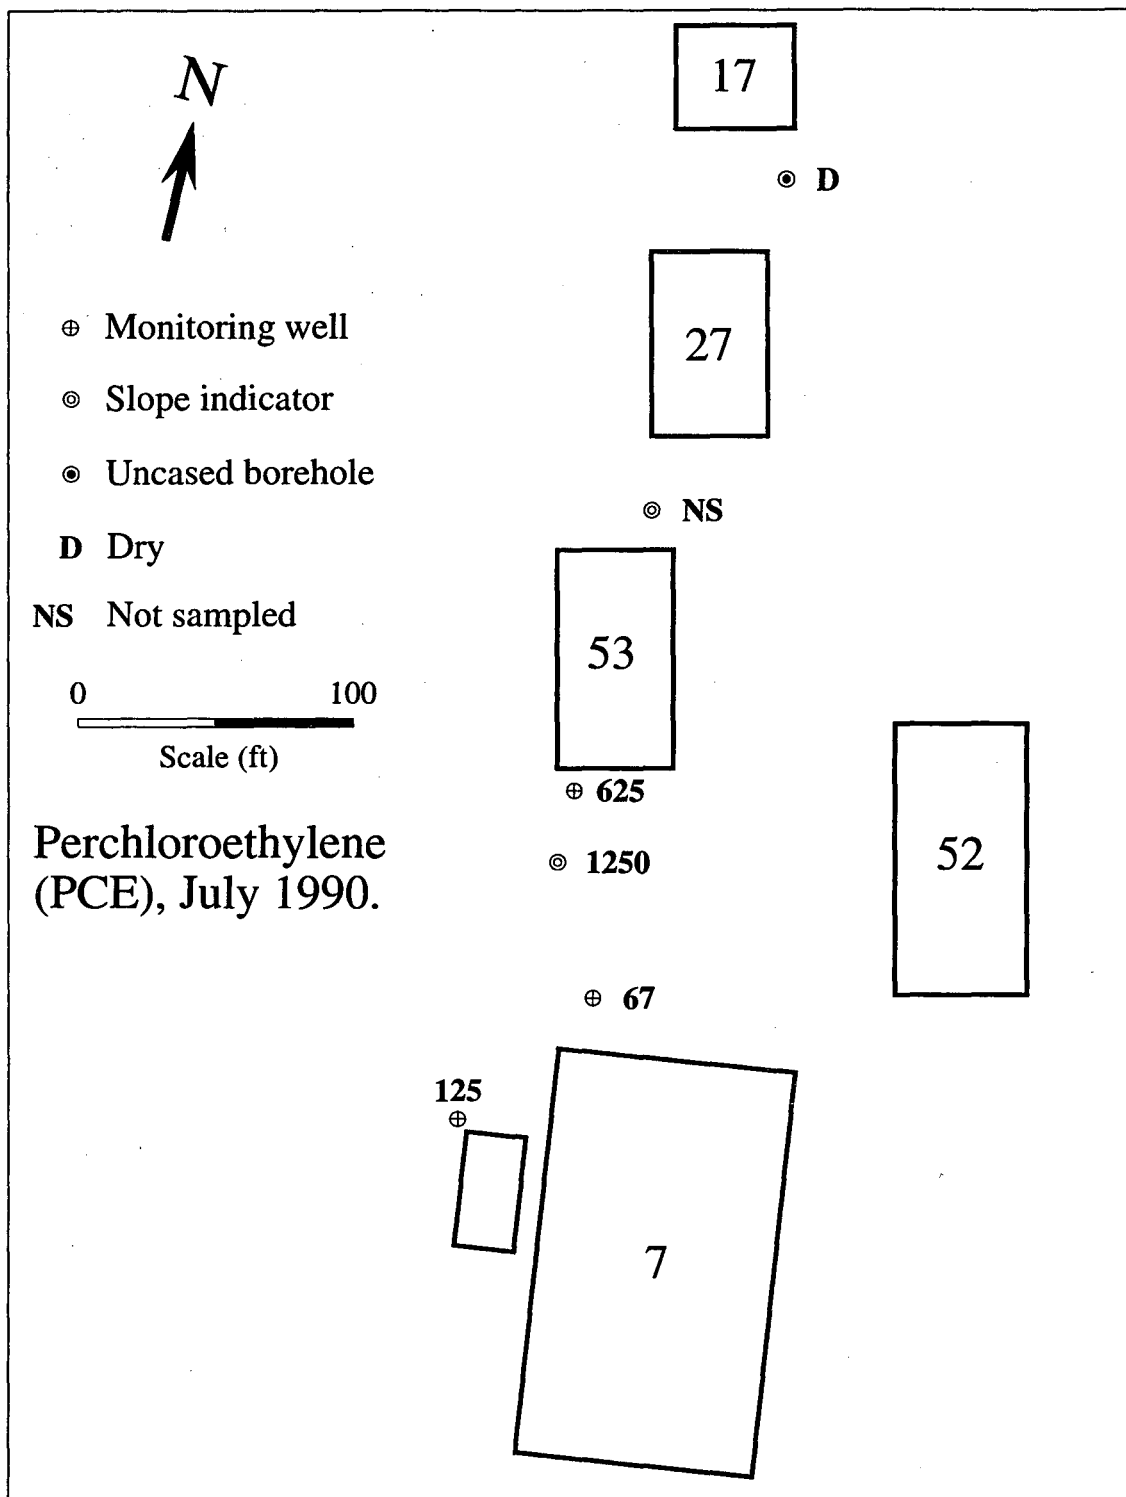 N
17
D
27
Monitoring well
Slope indicator
Uncased borehole
D Dry
NS Not sampled
0 100
Scale (ft)
NS
53
625
1250
52
Perchloroethylene
(PCE), July 1990.
67
125
7